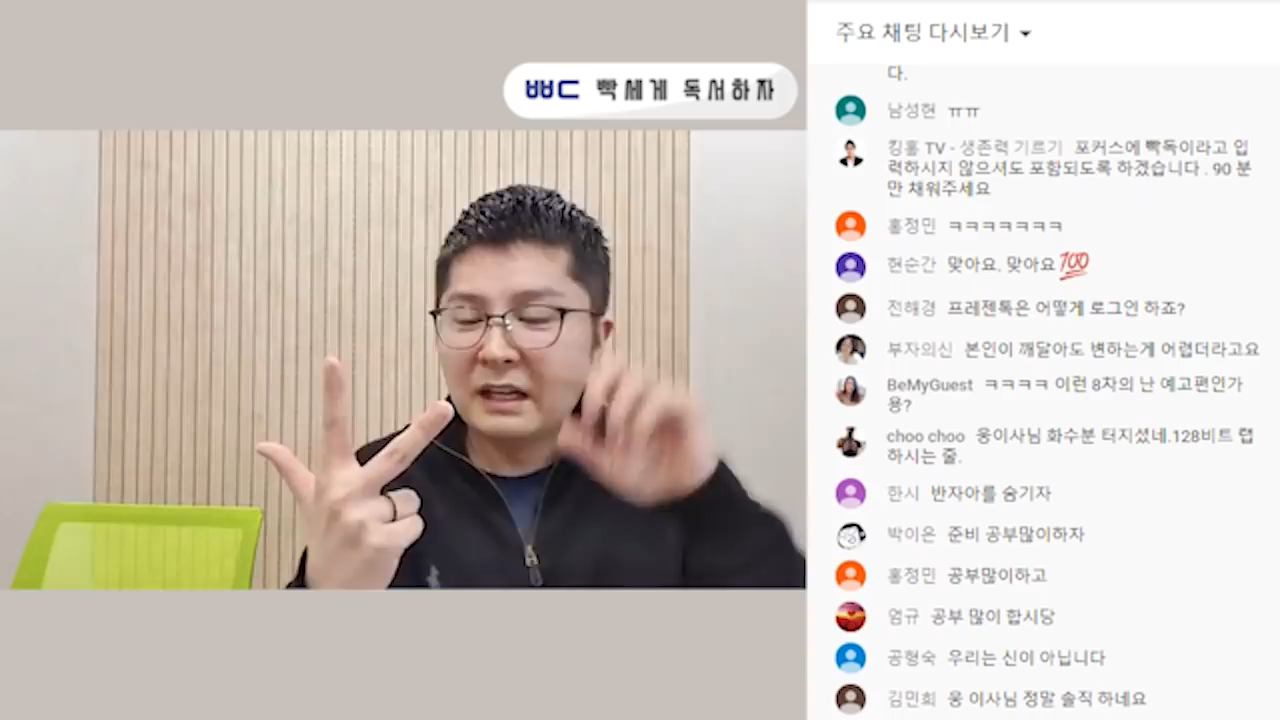 ㅃㄷ 빡세게 독서하자
주요 채팅 다시보기
다.
남성현 ㅠㅠ
킹홍 TV - 생존력 기르기 포커스에 빡독이라고 입
력하시지 않으셔도 포함되도록 하겠습니다 . 90 분
만 채워주세요
홍정민 ㅋㅋㅋㅋㅋㅋㅋ
현순간 맞아요. 맞아요💯
전해경 프레젠톡은 어떻게 로그인 하죠?
부자의신 본인이 깨달아도 변하는게 어렵더라고요
BeMyGuest ㅋㅋㅋㅋ 이런 8차의 난 예고편인가
용?
choo choo 웅이사님 화수분 터지셨네.128비트 랩
하시는 줄.
한시 반자아를 숨기자
박이은 준비 공부많이하자
홍정민 공부많이하고
염규 공부 많이 합시당
공형숙 우리는 신이 아닙니다
김민희 웅 이사님 정말 솔직 하네요